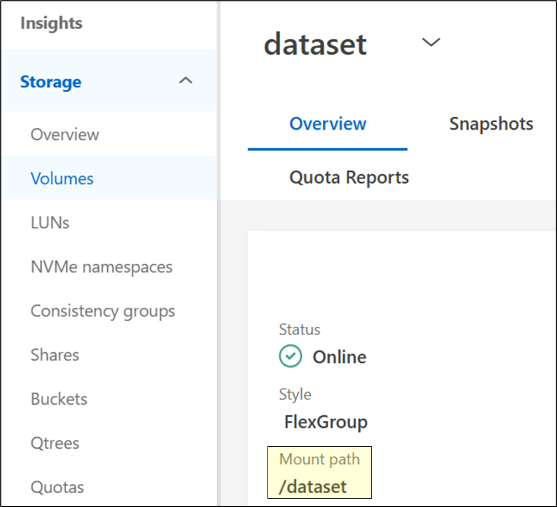 Insights
Storage
Overview
Volumes
LUNs
NVMe namespaces
Consistency groups
Shares
Buckets
Qtrees
Quotas
dataset
Overview
Snapshots
Quota Reports
Status
Online
Style
FlexGroup
Mount path
/dataset